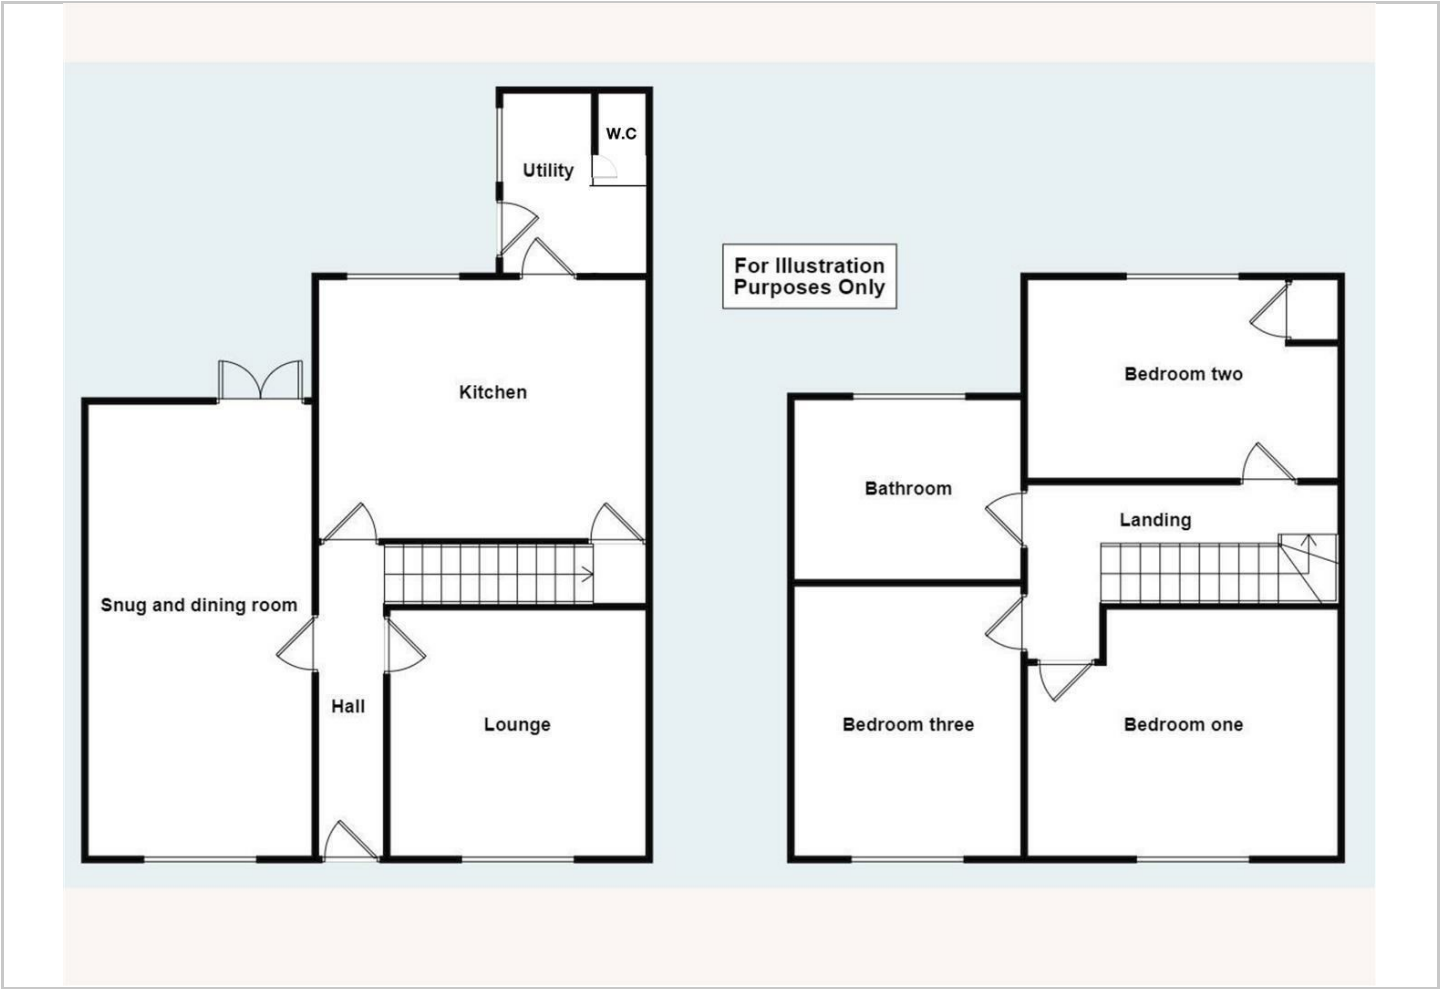 W.C
Utility
Kitchen
Snug and dining room
Hall
Lounge
For Illustration
Purposes Only
Bedroom two
Bathroom
Landing
Bedroom three
Bedroom one